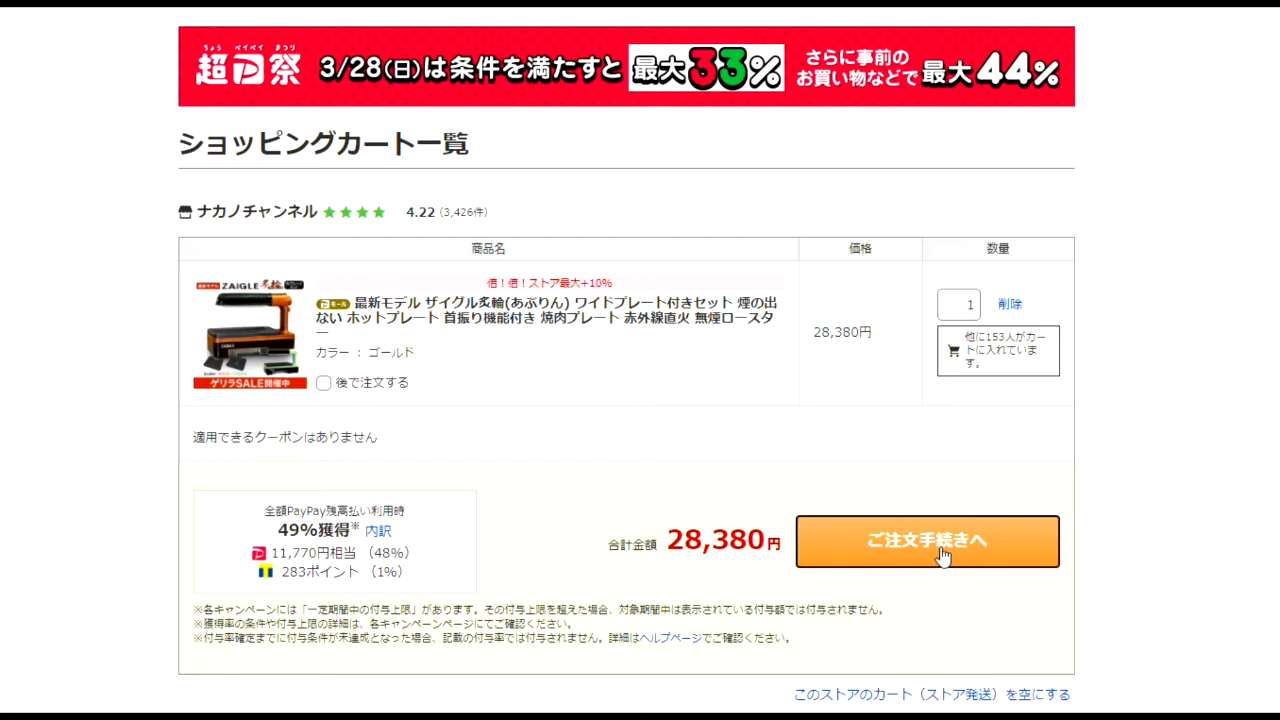 ちょう ペイペイ まつり
超P祭 3/28(日)は条件を満たすと 最大33% さらに事前の
お買い物などで 最大44%
ショッピングカート一覧
ナカノチャンネル ★★★★ 4.22 (3,426件)
商品名 価格 数量
倍！倍！ストア最大+10%
最新モデル ザイグル炙輪(あぶりん) ワイドプレート付きセット 煙の出
ない ホットプレート 首振り機能付き 焼肉プレート 赤外線直火 無煙ロースタ
ー
カラー ： ゴールド
後で注文する
最新モデル ZAIGLE 炙輪
ゲリラSALE開催中
28,380円
1 削除
他に153人がカー
トに入れていま
す。
適用できるクーポンはありません
全額PayPay残高払い利用時
49%獲得※ 内訳
11,770円相当 （48%）
283ポイント （1%）
合計金額 28,380円
ご注文手続きへ
※各キャンペーンには「一定期間中の付与上限」があります。その付与上限を超えた場合、対象期間中は表示されている付与額では付与されません。
※獲得率の条件や付与上限の詳細は、各キャンペーンページにてご確認ください。
※付与率確定までに付与条件が未達成となった場合、記載の付与率では付与されません。詳細はヘルプページでご確認ください。
このストアのカート（ストア発送）を空にする